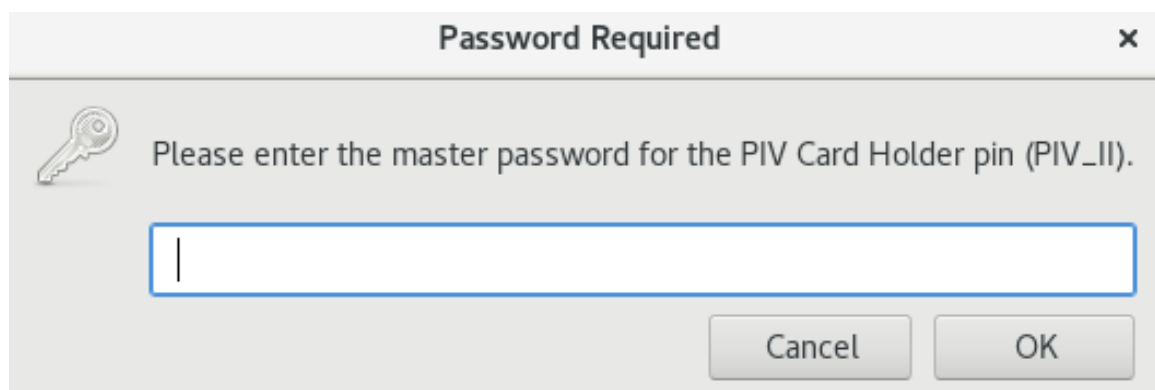 Password Required
Please enter the master password for the PIV Card Holder pin (PIV_II).
Cancel OK